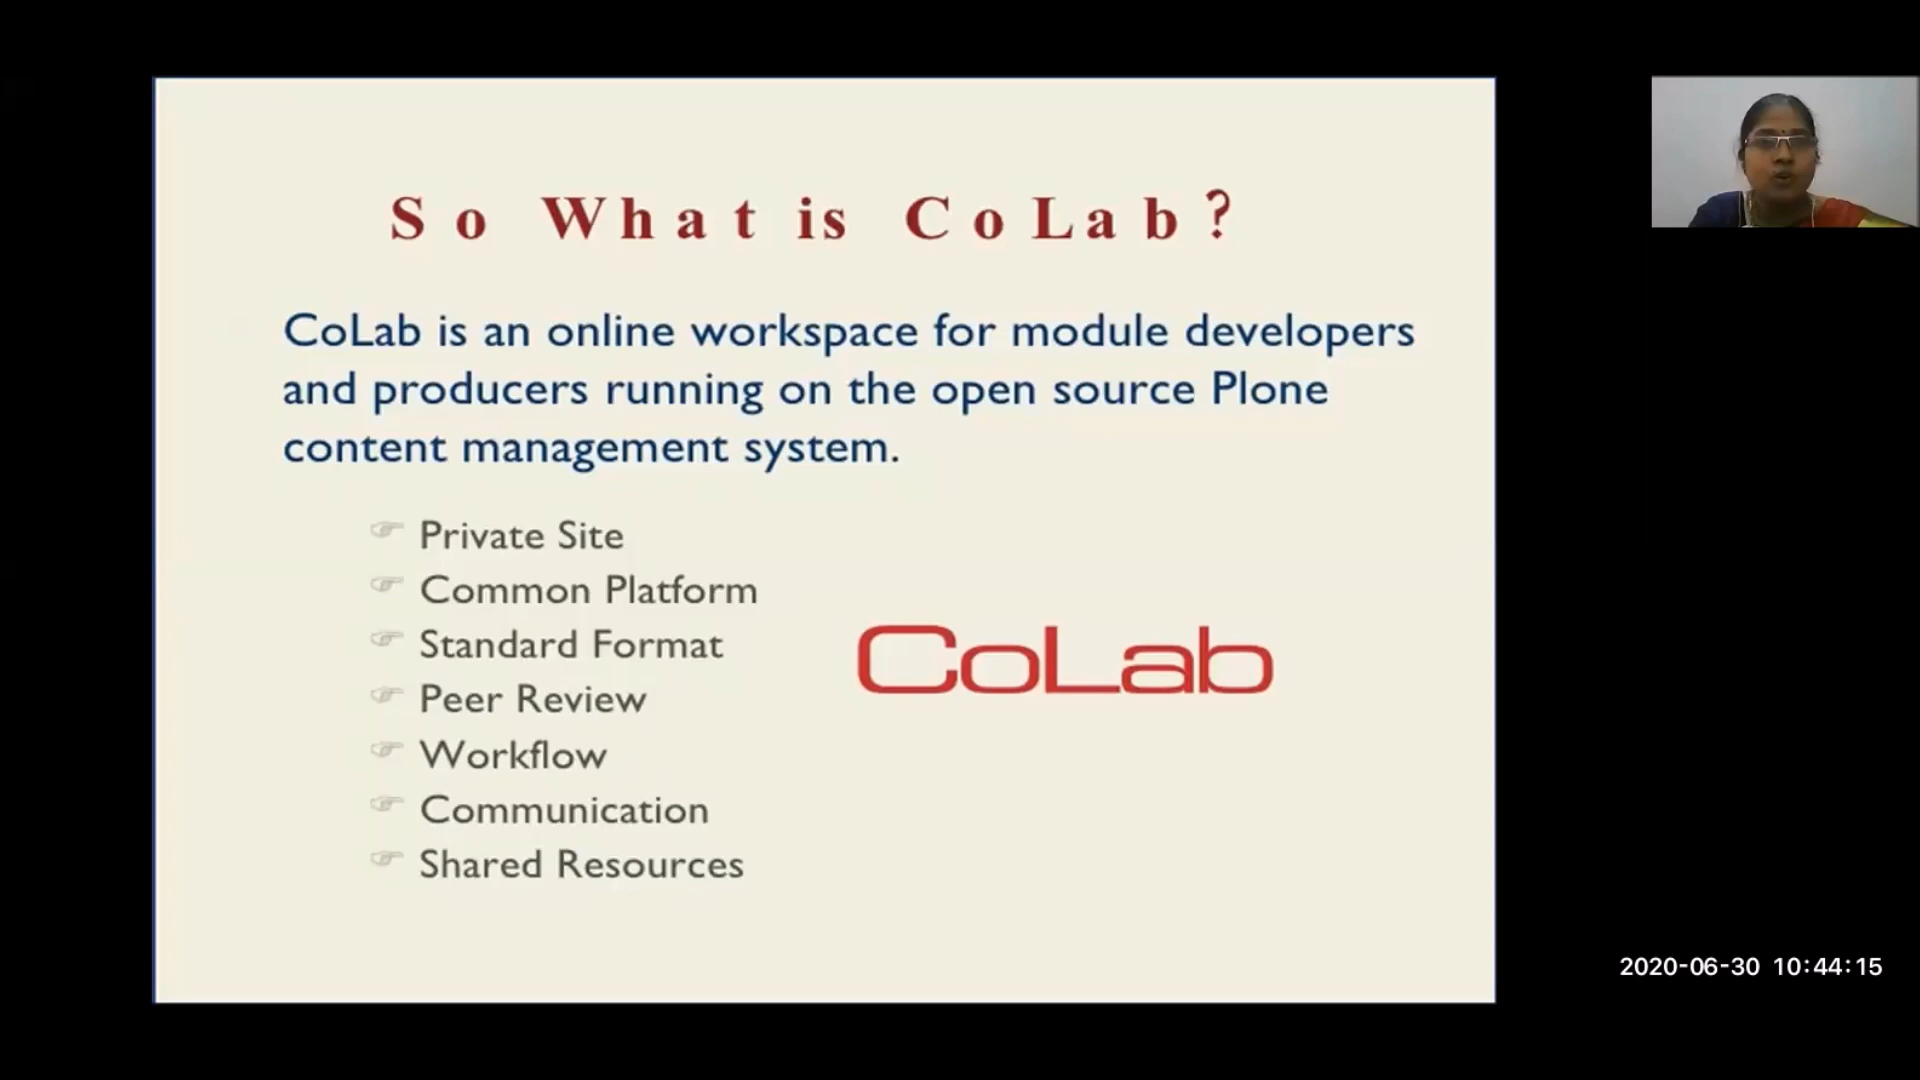 So What is CoLab?
CoLab is an online workspace for module developers
and producers running on the open source Plone
content management system.
Private Site
Common Platform
Standard Format
Peer Review
Workflow
Communication
Shared Resources
CoLab
2020-06-30 10:44:15